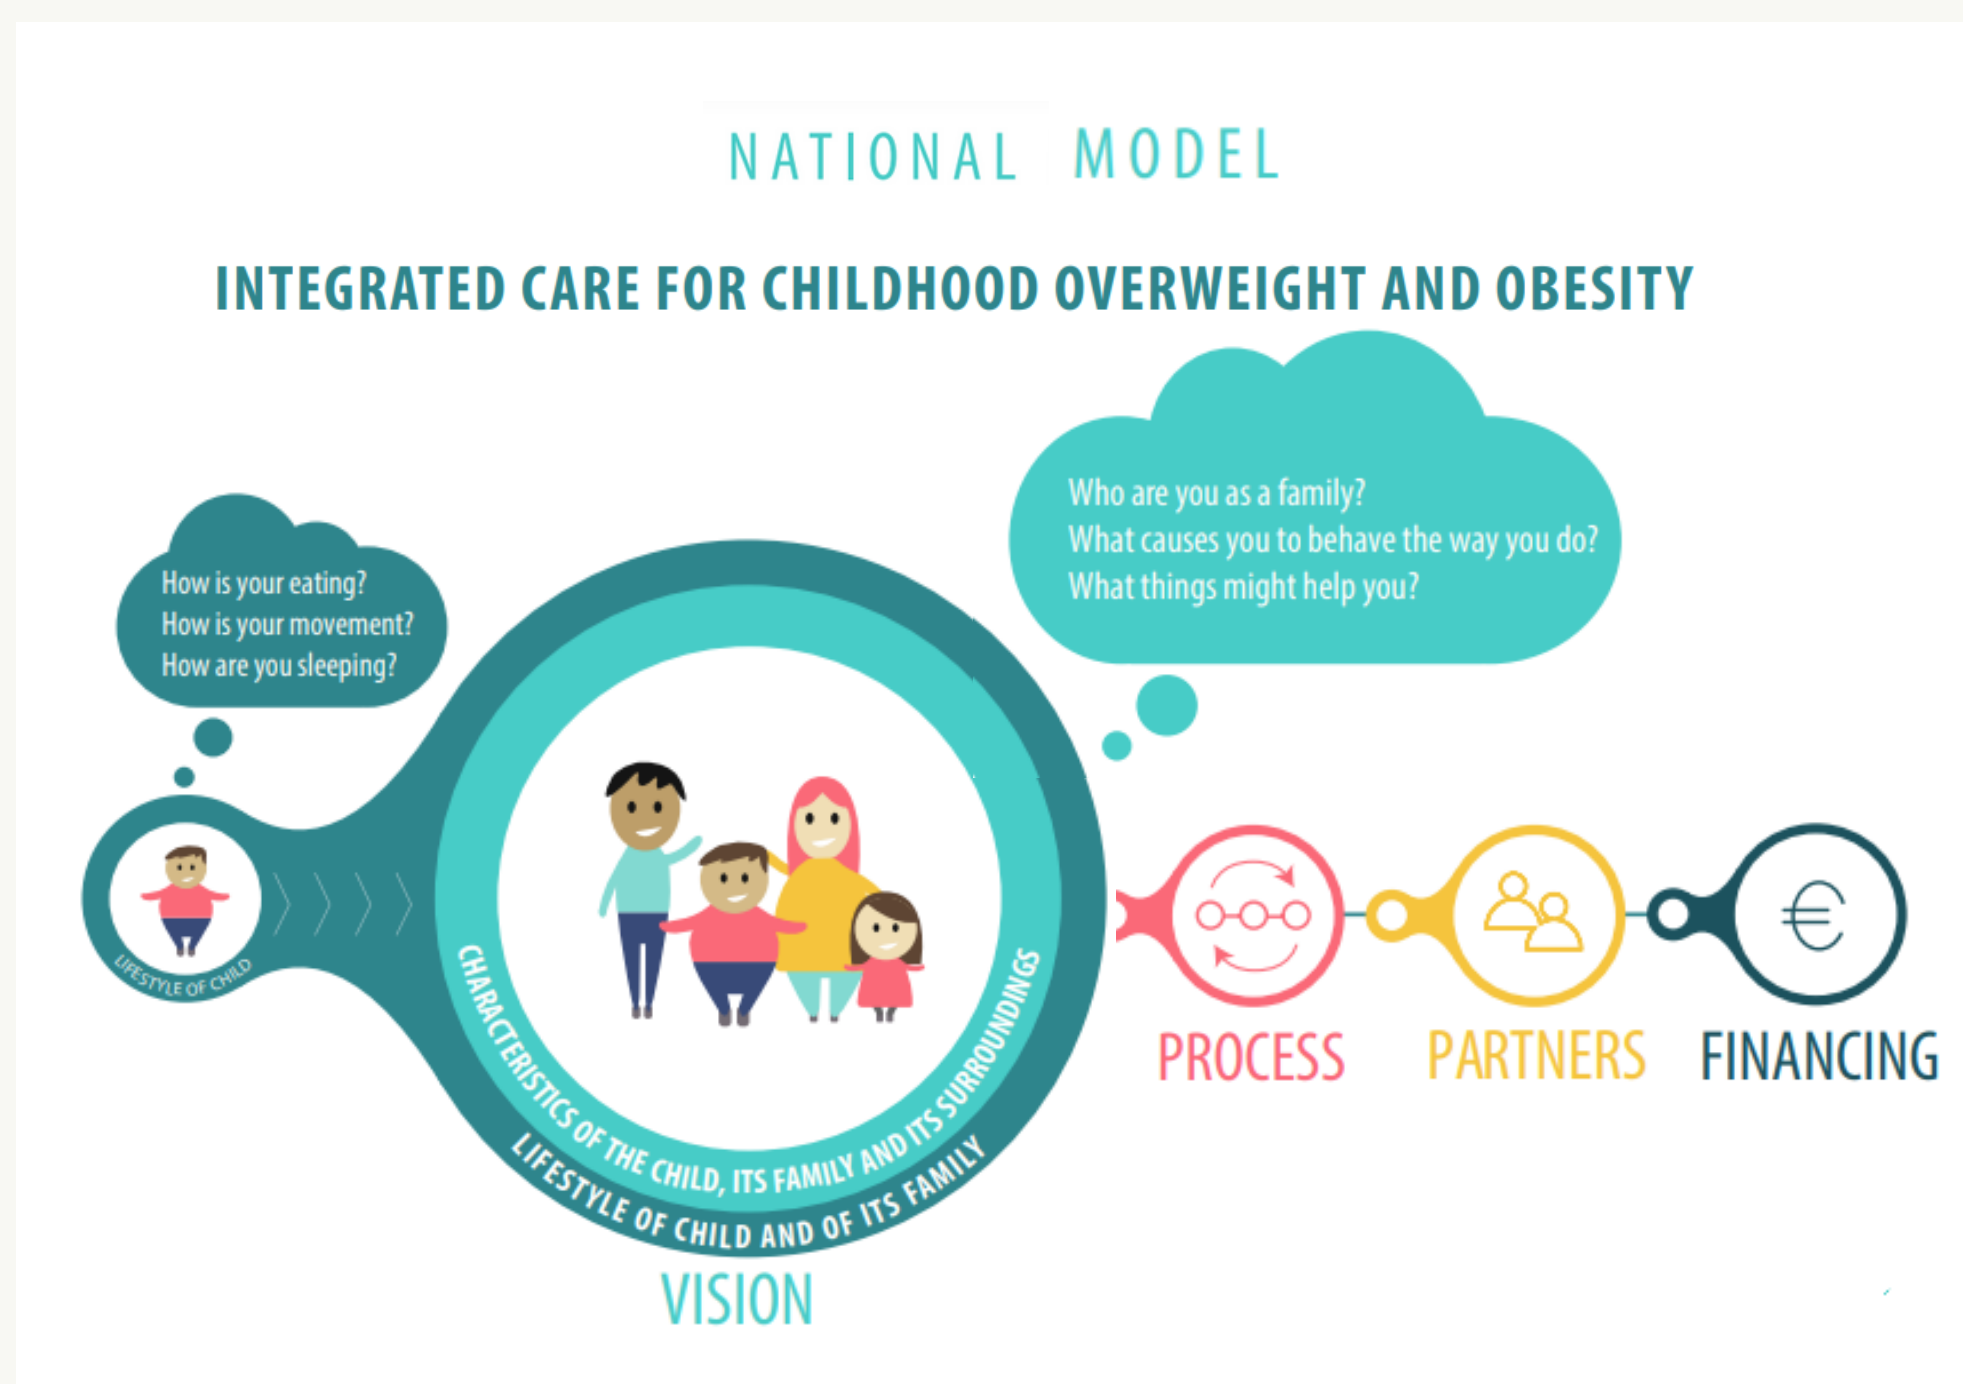 NATIONAL MODEL
INTEGRATED CARE FOR CHILDHOOD OVERWEIGHT AND OBESITY
Who are you as a family?
What causes you to behave the way you do?
What things might help you?
How is your eating?
How is your movement?
How are you sleeping?
LIFESTYLE OF CHILD
CHARACTERISTICS OF THE CHILD, ITS FAMILY AND ITS SURROUNDINGS
LIFESTYLE OF CHILD AND OF ITS FAMILY
VISION
€
PROCESS
PARTNERS
FINANCING